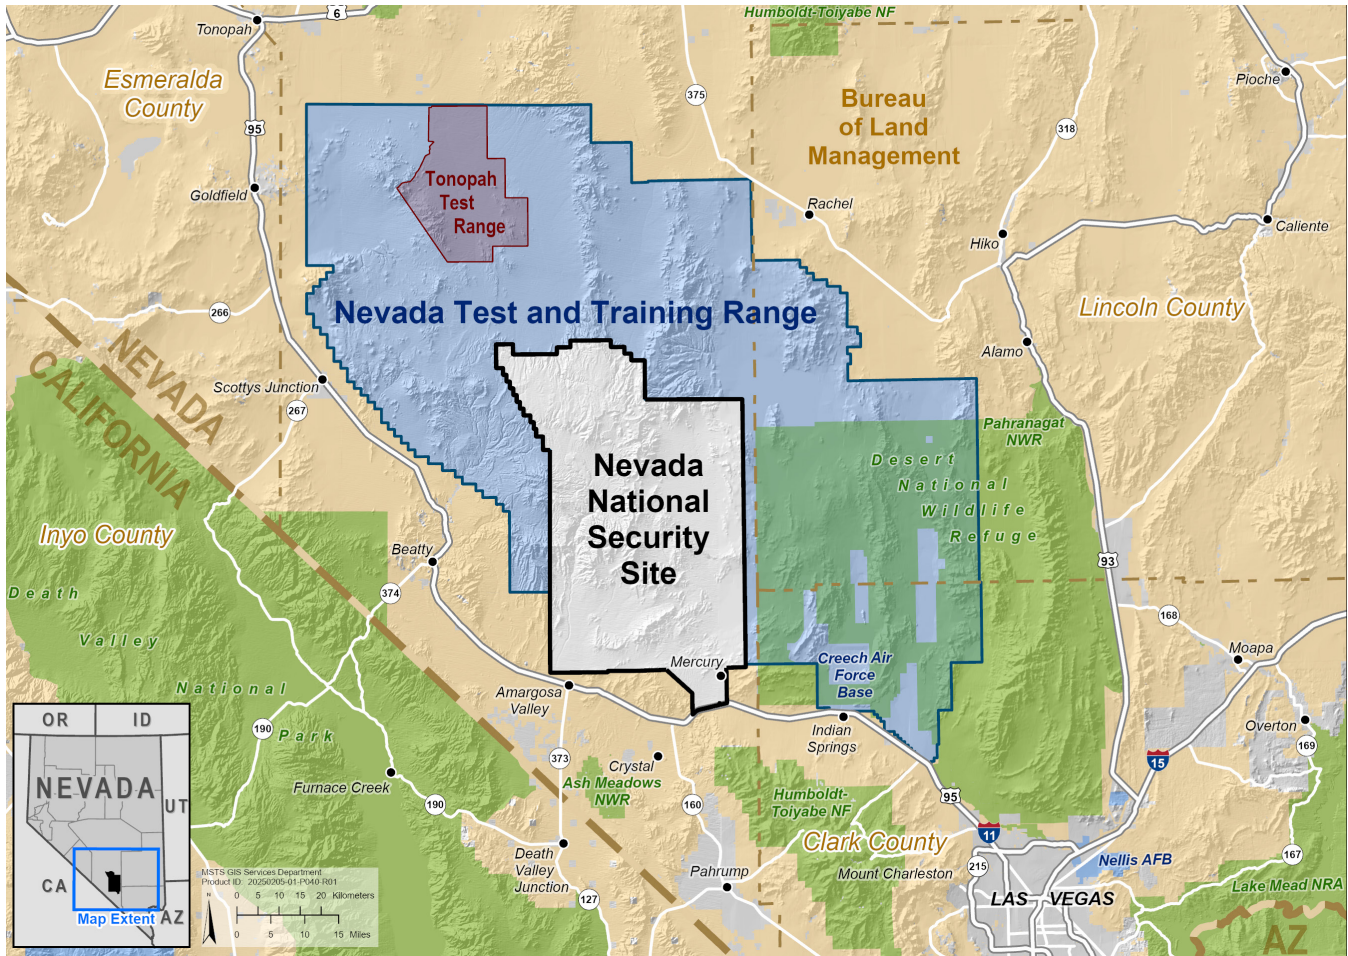 Humboldt-Toiyabe NF
6
Tonopah
Esmeralda
County
Pioche
375
Bureau
of Land
Management
95
318
Tonopah
Test
Range
Goldfield
Rachel
Caliente
Hiko
266
Nevada Test and Training Range
Lincoln County
NEVADA
CALIFORNIA
Alamo
Scottys Junction
267
Pahranagat
NWR
Nevada
National
Security
Site
Desert
National
Wildlife
Refuge
Inyo County
Beatty
93
374
Death
Valley
National
Park
168
Moapa
Mercury
Creech Air
Force
Base
Amargosa
Valley
190
Indian
Springs
Overton
169
373
Crystal
15
Ash Meadows
NWR
Furnace Creek
190
160
Humboldt-
Toiyabe NF
95
11
Clark County
Death
Valley
Junction
Pahrump
Mount Charleston
215
Nellis AFB
167
127
LAS VEGAS
Lake Mead NRA
AZ
OR
ID
NEVADA
UT
CA
AZ
Map Extent
MSTS GIS Services Department
Product ID: 20250205-01-P040-R01
N
0 5 10 15 20 Kilometers
0 5 10 15 Miles